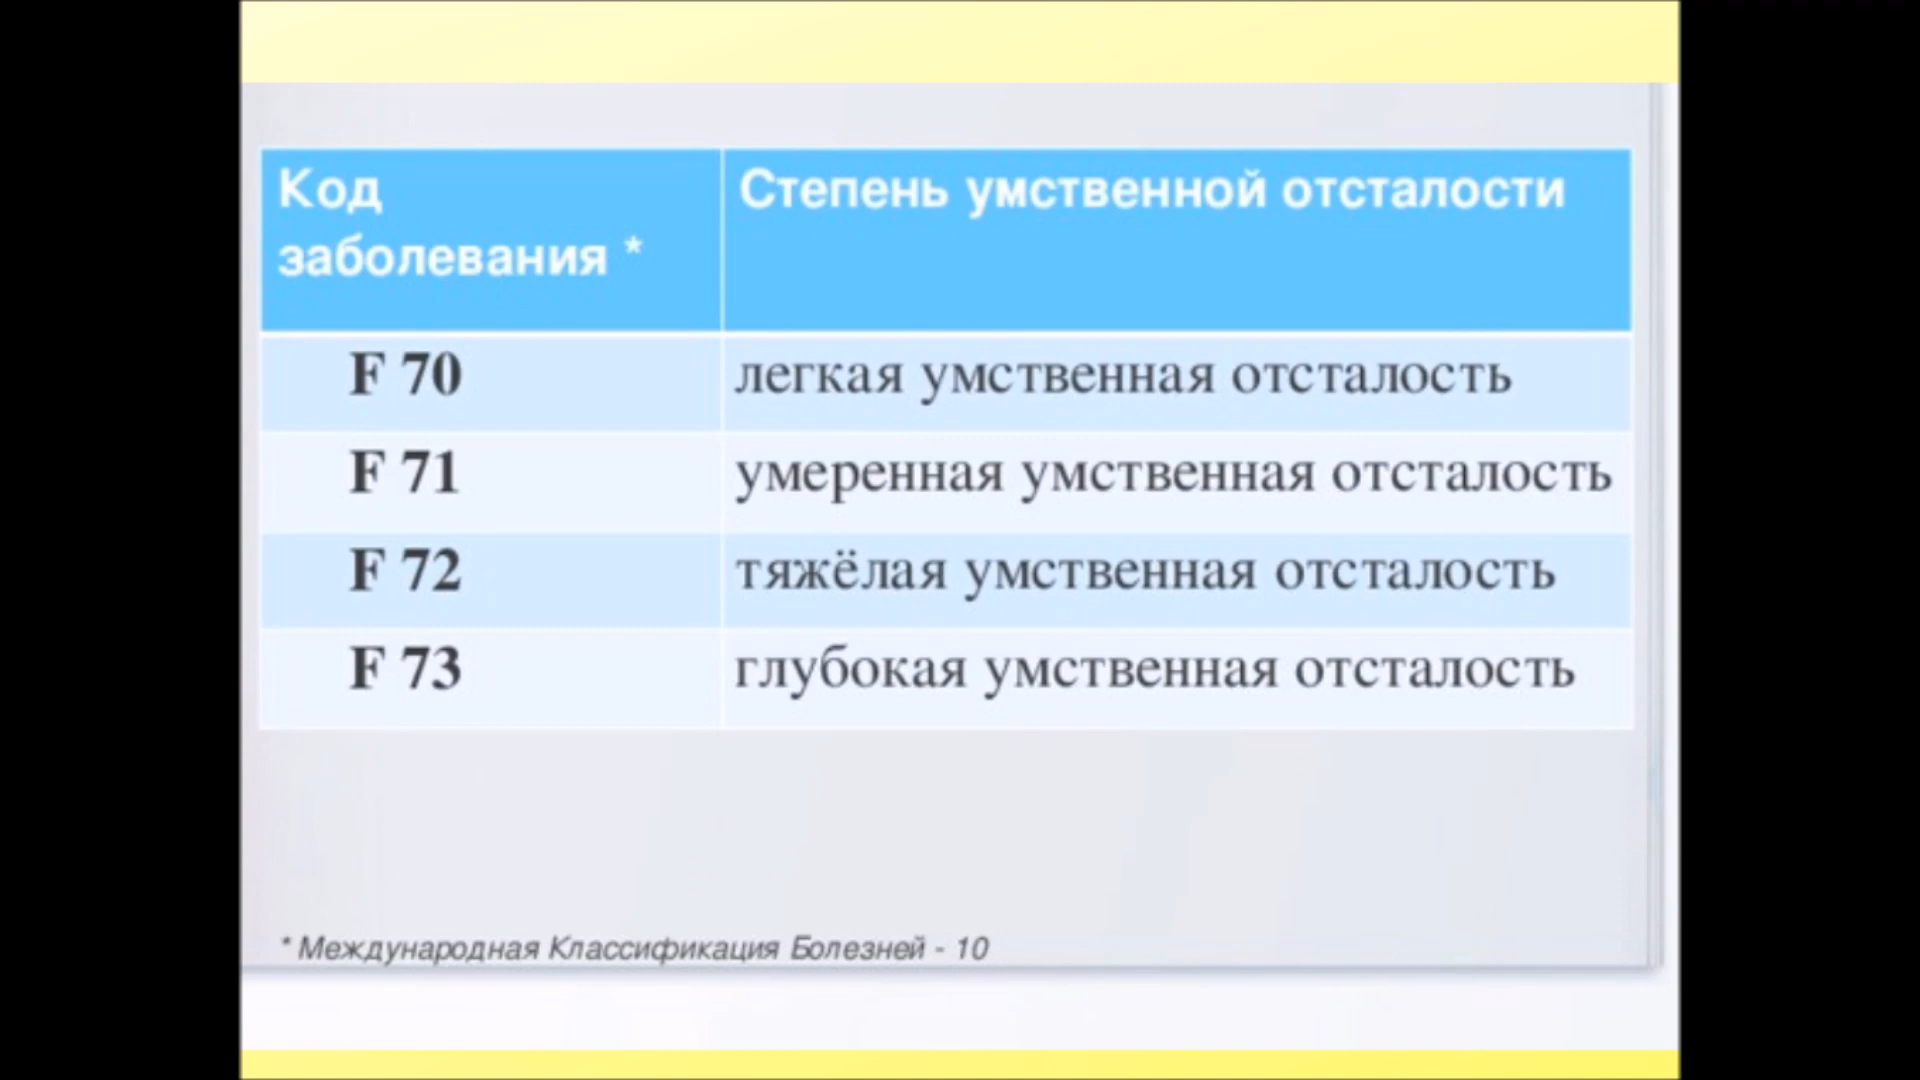 Код
заболевания *
Степень умственной отсталости
F 70
легкая умственная отсталость
F 71
умеренная умственная отсталость
F 72
тяжёлая умственная отсталость
F 73
глубокая умственная отсталость
* Международная Классификация Болезней - 10